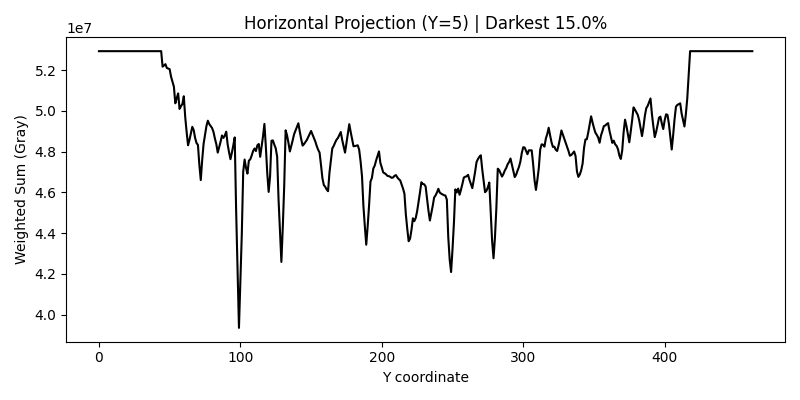 Horizontal Projection (Y=5) | Darkest 15.0%
1e7
5.2
5.0
4.8
4.6
4.4
4.2
4.0
Weighted Sum (Gray)
0 100 200 300 400
Y coordinate